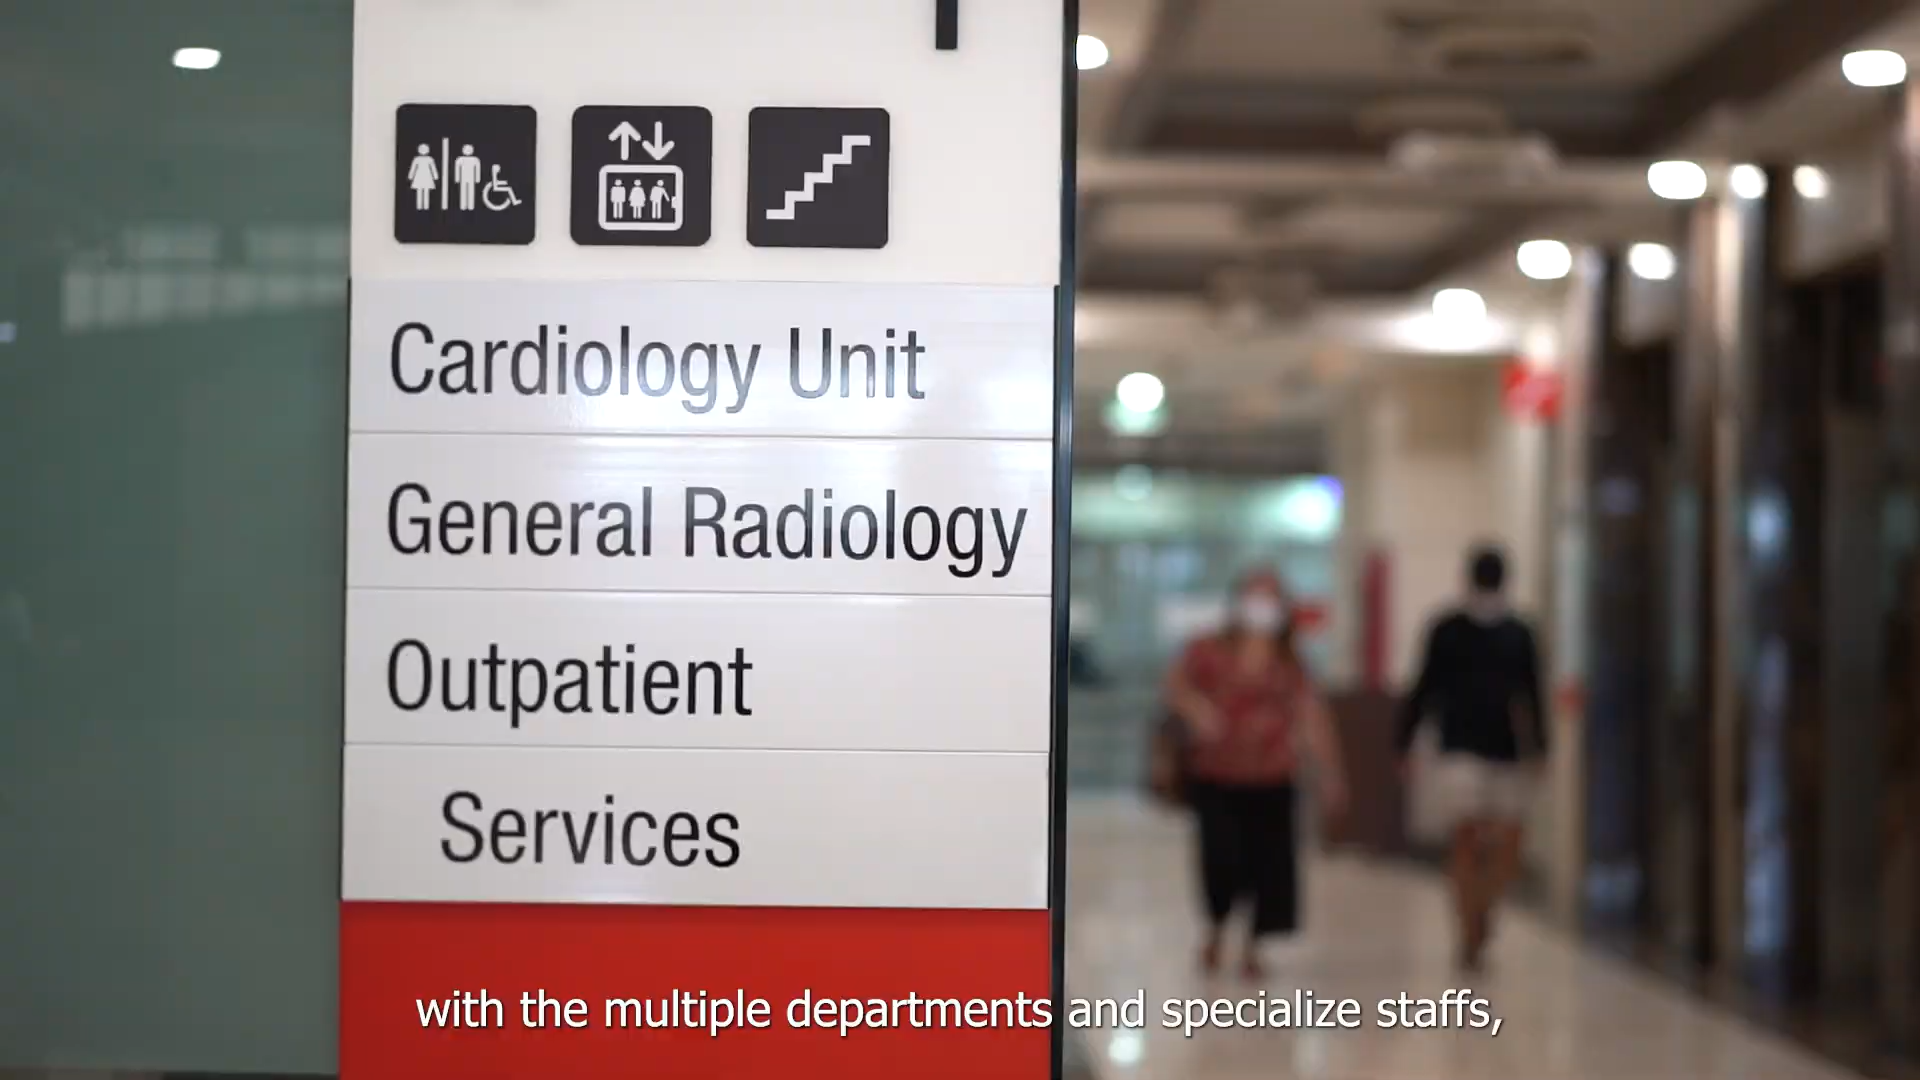 Cardiology Unit
General Radiology
Outpatient
Services
with the multiple departments and specialize staffs,